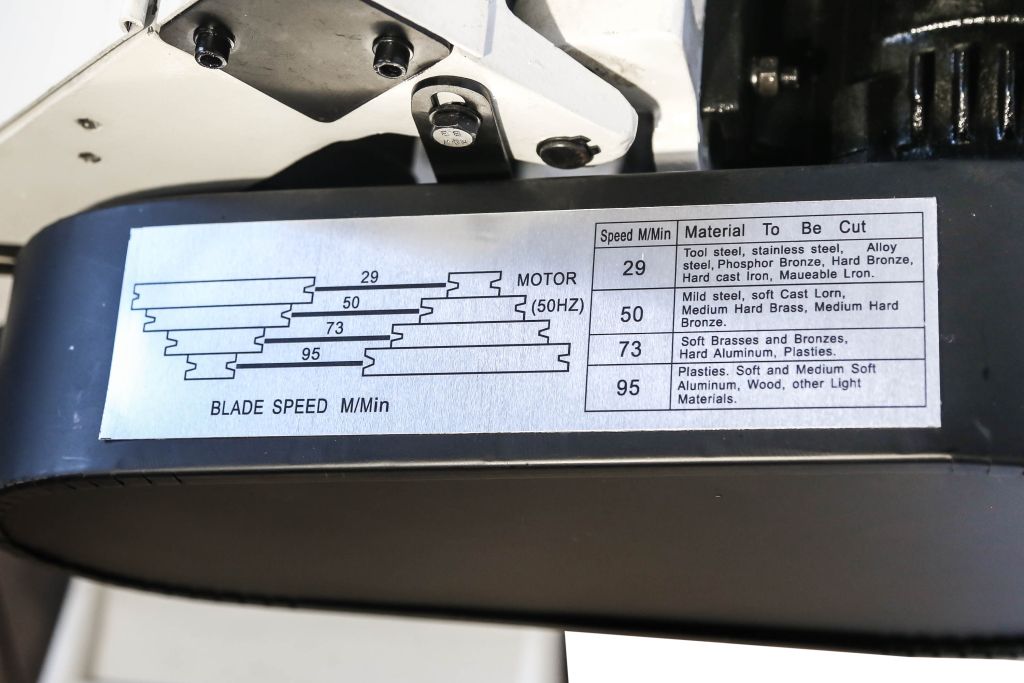 29
50
73
95
MOTOR
(50HZ)
BLADE SPEED M/Min
Speed M/Min Material To Be Cut
29
Tool steel, stainless steel, Alloy
steel, Phosphor Bronze, Hard Bronze,
Hard cast Iron, Maueable Lron.
50
Mild steel, soft Cast Lorn,
Medium Hard Brass, Medium Hard
Bronze.
73
Soft Brasses and Bronzes,
Hard Aluminum, Plasties.
95
Plasties. Soft and Medium Soft
Aluminum, Wood, other Light
Materials.